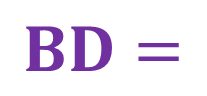 BD =